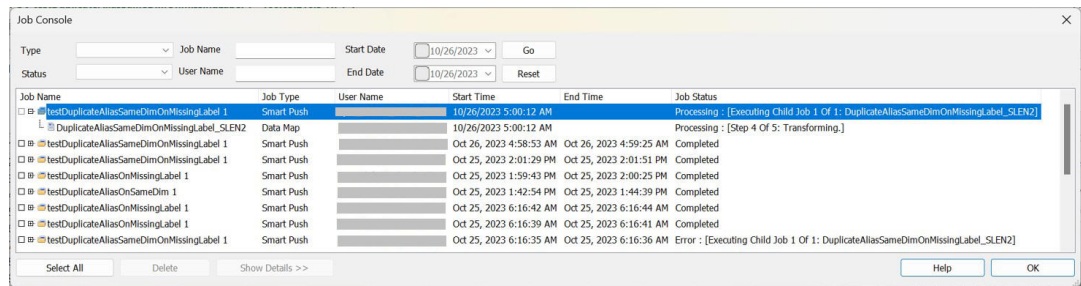 Job Console
Type Job Name Start Date 10/26/2023 Go
Status User Name End Date 10/26/2023 Reset
Job Name Job Type User Name Start Time End Time Job Status
testDuplicateAliasSameDimOnMissingLabel 1 Smart Push 10/26/2023 5:00:12 AM Processing : [Executing Child Job 1 Of 1: DuplicateAliasSameDimOnMissingLabel_SLEN2]
DuplicateAliasSameDimOnMissingLabel_SLEN2 Data Map 10/26/2023 5:00:12 AM Processing : [Step 4 Of 5: Transforming.]
testDuplicateAliasSameDimOnMissingLabel 1 Smart Push Oct 26, 2023 4:58:53 AM Oct 26, 2023 4:59:25 AM Completed
testDuplicateAliasSameDimOnMissingLabel 1 Smart Push Oct 25, 2023 2:01:29 PM Oct 25, 2023 2:01:51 PM Completed
testDuplicateAliasOnMissingLabel 1 Smart Push Oct 25, 2023 1:59:43 PM Oct 25, 2023 2:00:25 PM Completed
testDuplicateAliasOnSameDim 1 Smart Push Oct 25, 2023 1:42:54 PM Oct 25, 2023 1:44:39 PM Completed
testDuplicateAliasOnMissingLabel 1 Smart Push Oct 25, 2023 6:16:42 AM Oct 25, 2023 6:16:44 AM Completed
testDuplicateAliasOnMissingLabel 1 Smart Push Oct 25, 2023 6:16:39 AM Oct 25, 2023 6:16:41 AM Completed
testDuplicateAliasSameDimOnMissingLabel 1 Smart Push Oct 25, 2023 6:16:35 AM Oct 25, 2023 6:16:36 AM Error : [Executing Child Job 1 Of 1: DuplicateAliasSameDimOnMissingLabel_SLEN2]
Select All Delete Show Details >> Help OK